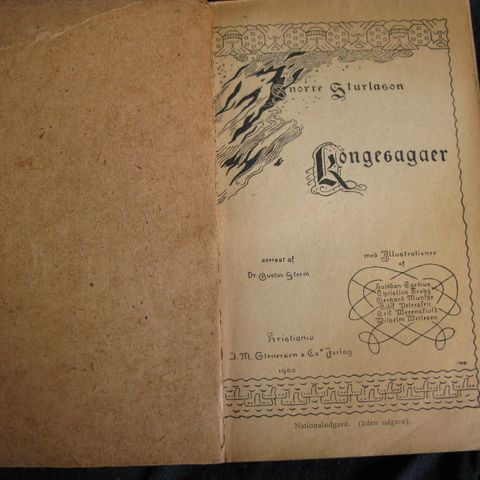 Snorre Sturlason
Kongesagaer
oversat af
Dr. Gustav Storm
med Illustrationer
af
Halfdan Egedius
Christian Krohg
Gerhard Munthe
Eilif Peterssen
Erik Werenskiold
Wilhelm Wetlesen
Kristiania
J. M. Stenersen & Co's Forlag
1900
Nationaludgave. (2den udgave).